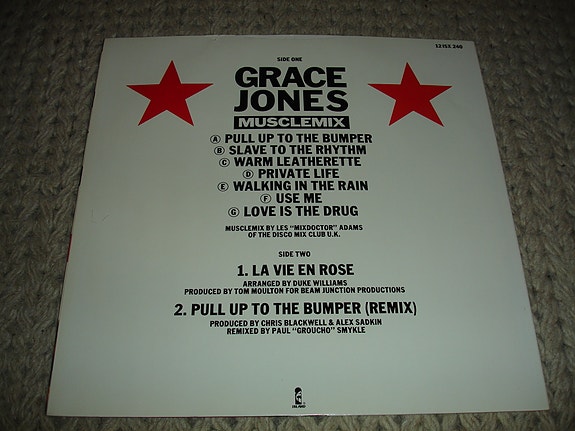 12 ISX 240
SIDE ONE
GRACE
JONES
MUSCLEMIX
A PULL UP TO THE BUMPER
B SLAVE TO THE RHYTHM
C WARM LEATHERETTE
D PRIVATE LIFE
E WALKING IN THE RAIN
F USE ME
G LOVE IS THE DRUG
MUSCLEMIX BY LES "MIXDOCTOR" ADAMS
OF THE DISCO MIX CLUB U.K.
SIDE TWO
1. LA VIE EN ROSE
ARRANGED BY DUKE WILLIAMS
PRODUCED BY TOM MOULTON FOR BEAM JUNCTION PRODUCTIONS
2. PULL UP TO THE BUMPER (REMIX)
PRODUCED BY CHRIS BLACKWELL & ALEX SADKIN
REMIXED BY PAUL "GROUCHO" SMYKLE
ISLAND